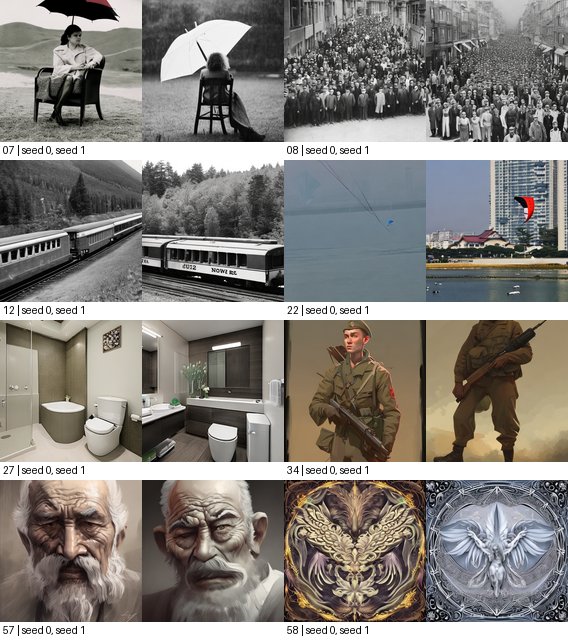 07 | seed 0, seed 1
08 | seed 0, seed 1
12 | seed 0, seed 1
22 | seed 0, seed 1
27 | seed 0, seed 1
34 | seed 0, seed 1
57 | seed 0, seed 1
58 | seed 0, seed 1